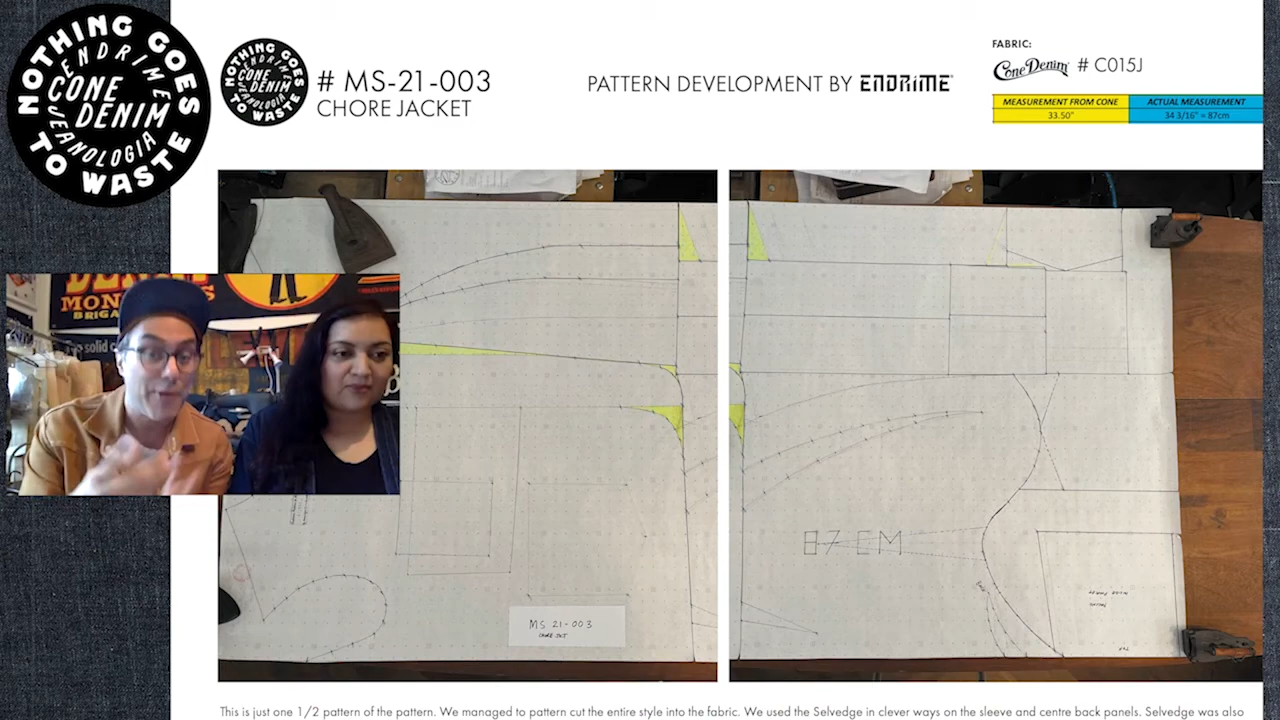 NOTHING GOES
ENDRIME
CONE
DENIM
JEANOLOGIA
TO WASTE
NOTHING GOES
ENDRIME
CONE
DENIM
JEANOLOGIA
TO WASTE
# MS-21-003
CHORE JACKET
PATTERN DEVELOPMENT BY ENDRIME
FABRIC:
Cone Denim # C015J
MEASUREMENT FROM CONE
ACTUAL MEASUREMENT
33.50"
34 3/16" = 87cm
MON
BRIGA
solid
87 CM
MS 21-003
This is just one 1/2 pattern of the pattern. We managed to pattern cut the entire style into the fabric. We used the Selvedge in clever ways on the sleeve and centre back panels. Selvedge was also